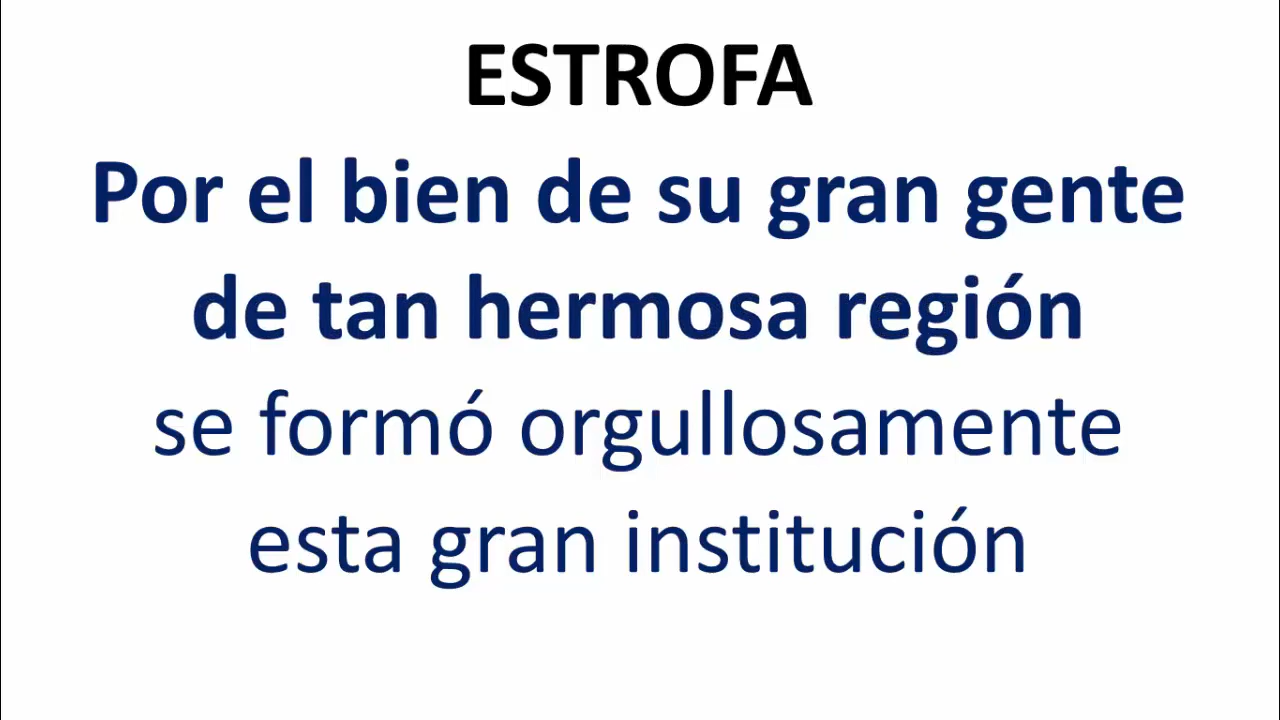 ESTROFA
Por el bien de su gran gente
de tan hermosa región
se formó orgullosamente
esta gran institución